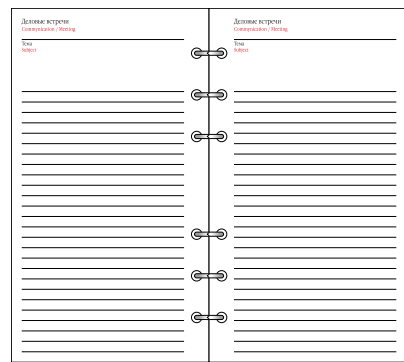 Деловые встречи
Communication / Meeting
Тема
Subject
Деловые встречи
Communication / Meeting
Тема
Subject